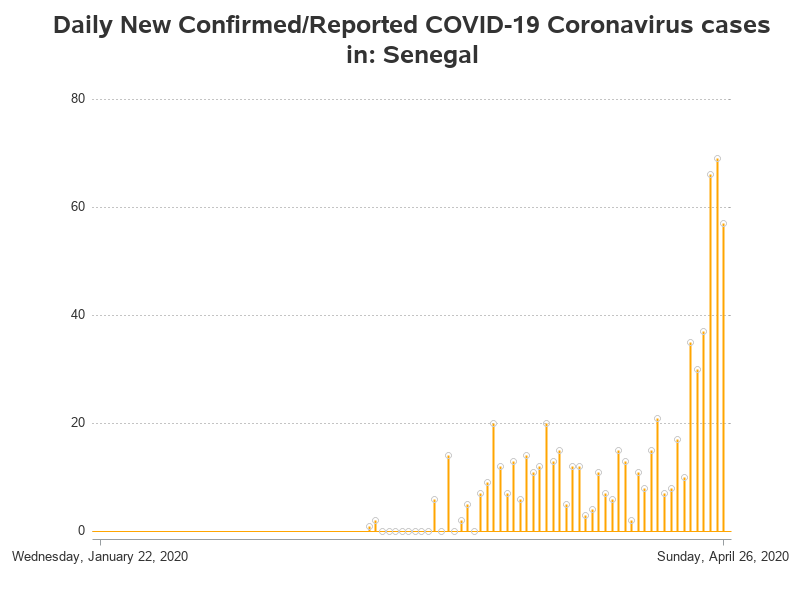 Daily New Confirmed/Reported COVID-19 Coronavirus cases
in: Senegal
80
60
40
20
0
Wednesday, January 22, 2020
Sunday, April 26, 2020